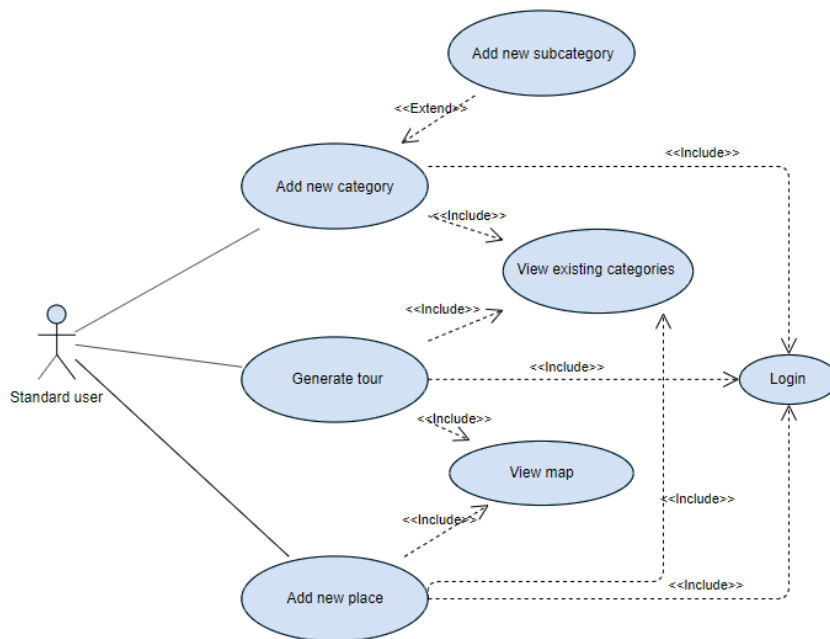 Add new subcategory
<<Extend>>
<<Include>>
Add new category
<<Include>>
View existing categories
<<Include>>
Standard user
Generate tour
<<Include>>
Login
<<Include>>
View map
<<Include>>
<<Include>>
Add new place
<<Include>>